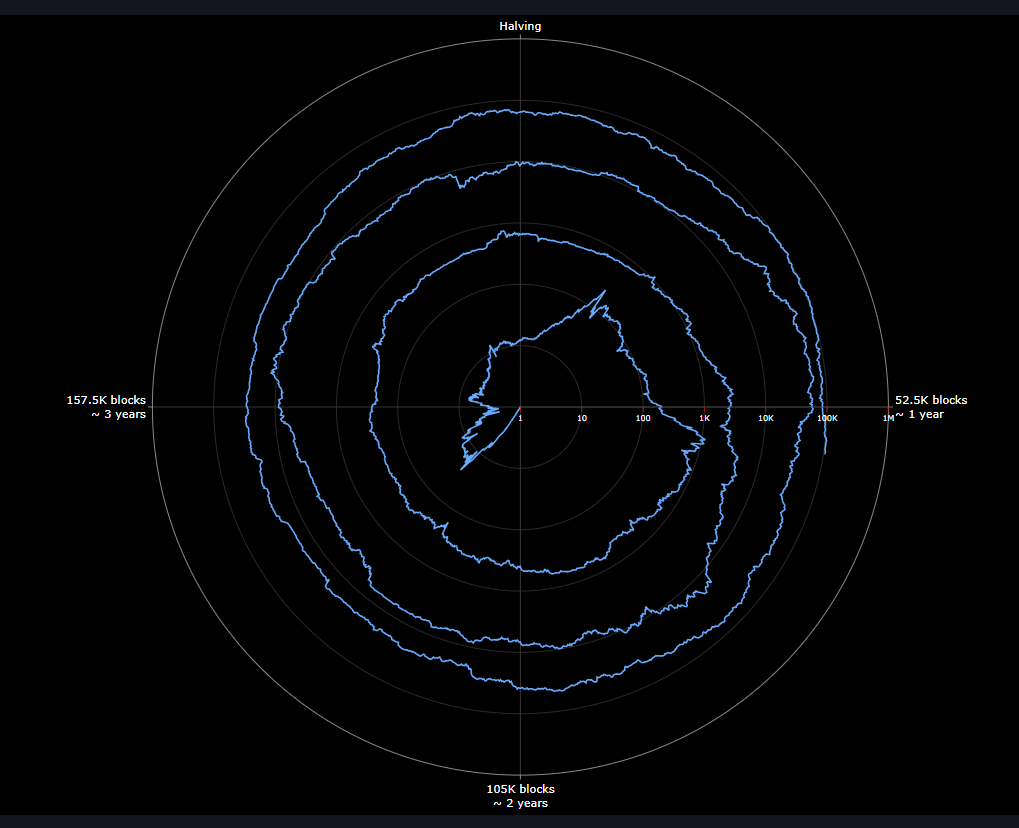 Halving
157.5K blocks
~ 3 years
52.5K blocks
~ 1 year
1
10
100
1K
10K
100K
1M
105K blocks
~ 2 years